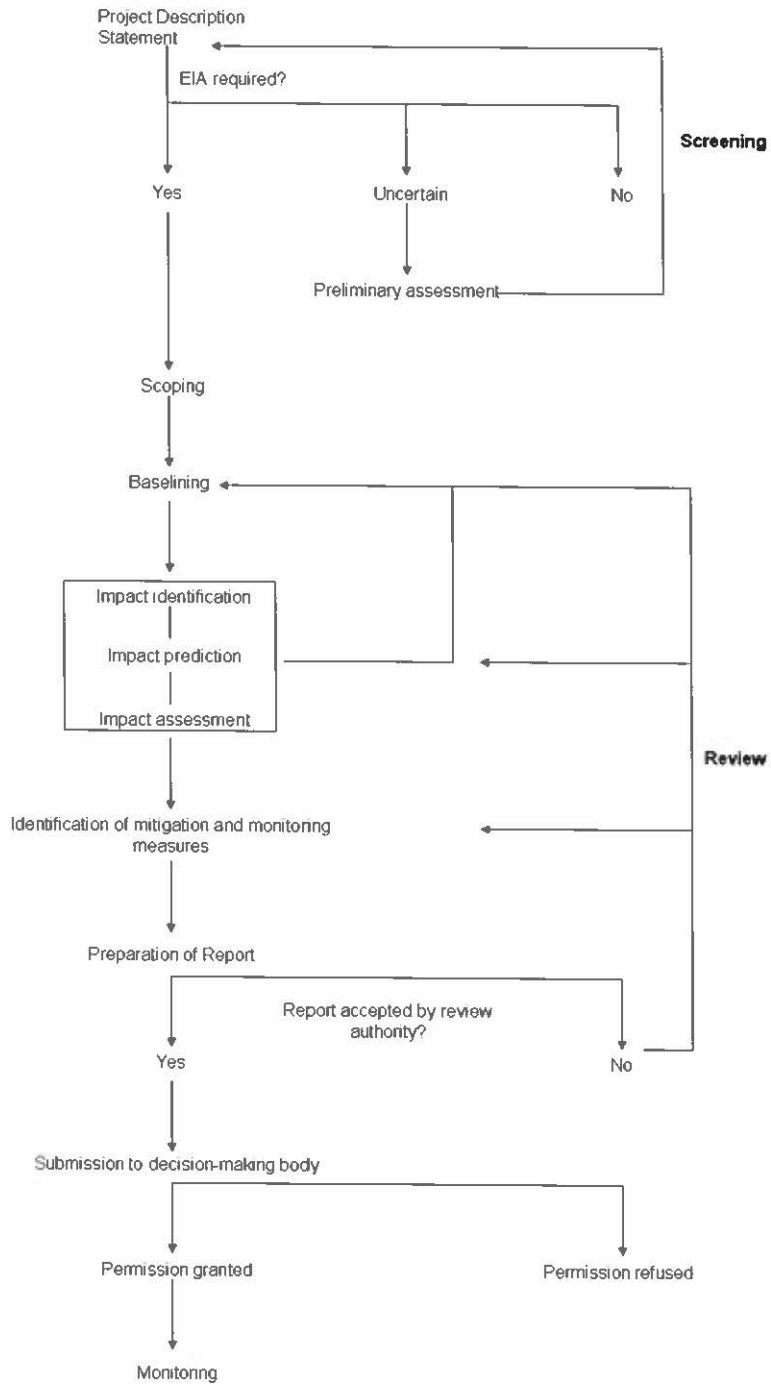 Project Description
Statement
EIA required?
Screening
Yes
Uncertain
No
Preliminary assessment
Scoping
Baselining
Impact identification
Impact prediction
Impact assessment
Review
Identification of mitigation and monitoring
measures
Preparation of Report
Report accepted by review
authority?
Yes
No
Submission to decision-making body
Permission granted
Permission refused
Monitoring